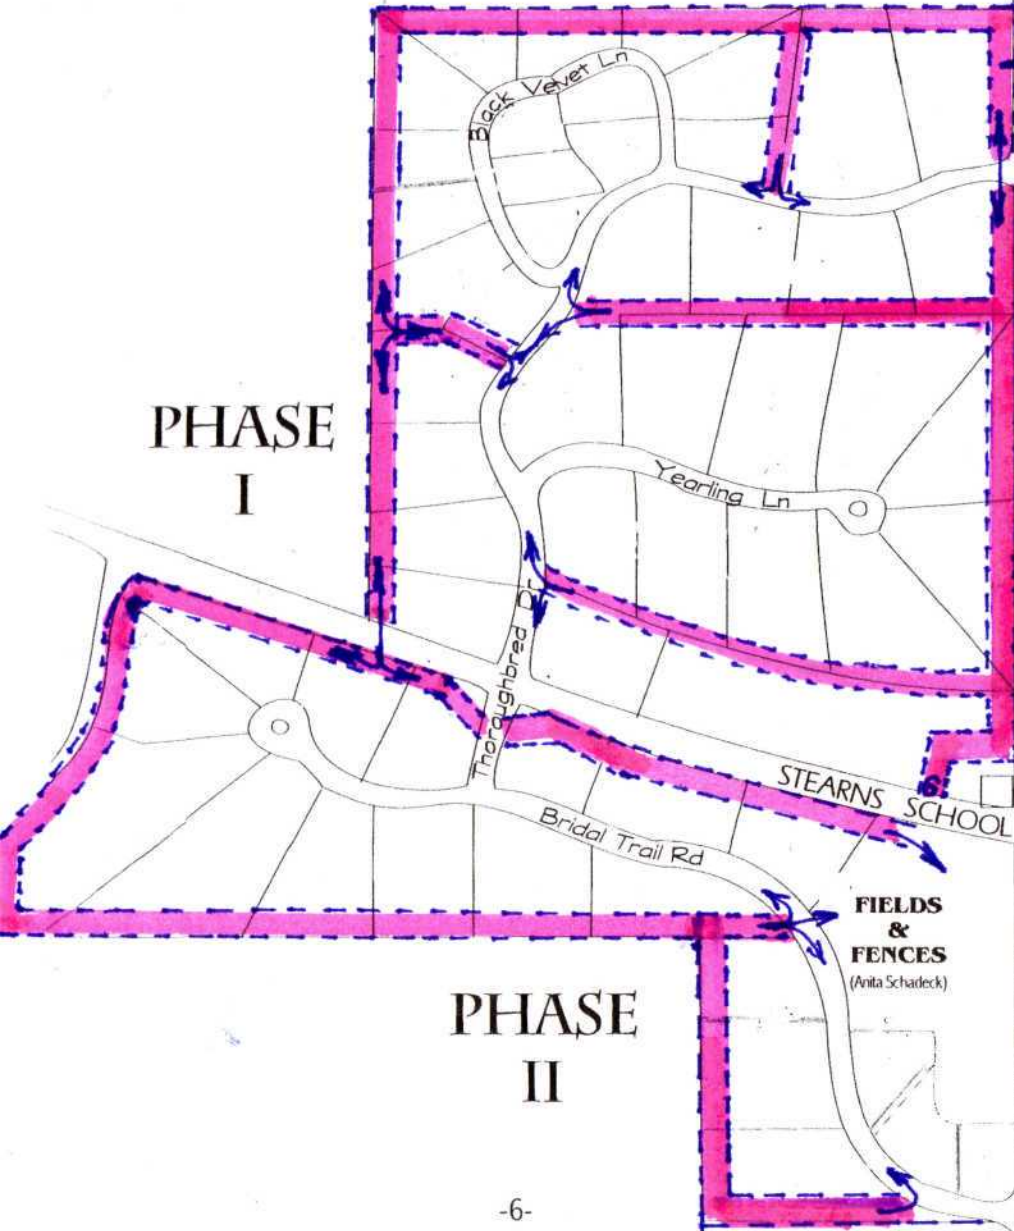 Black Velvet Ln
PHASE
I
Yearling Ln
Thoroughbred Dr
STEARNS SCHOOL
6
Bridal Trail Rd
FIELDS
&
FENCES
(Anita Schadeck)
PHASE
II
-6-